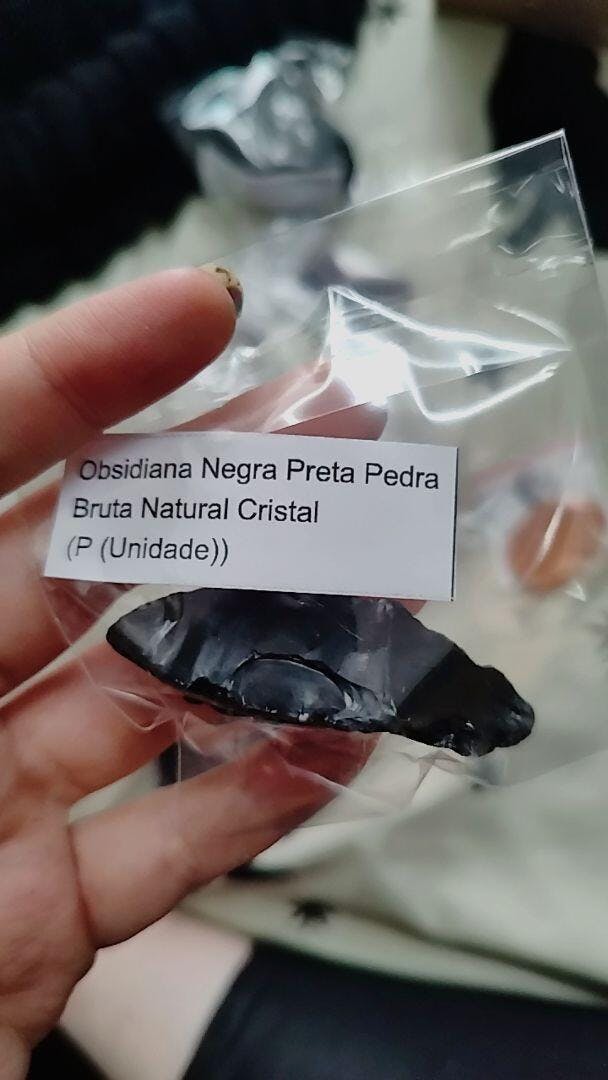 Obsidiana Negra Preta Pedra
Bruta Natural Cristal
(P (Unidade))